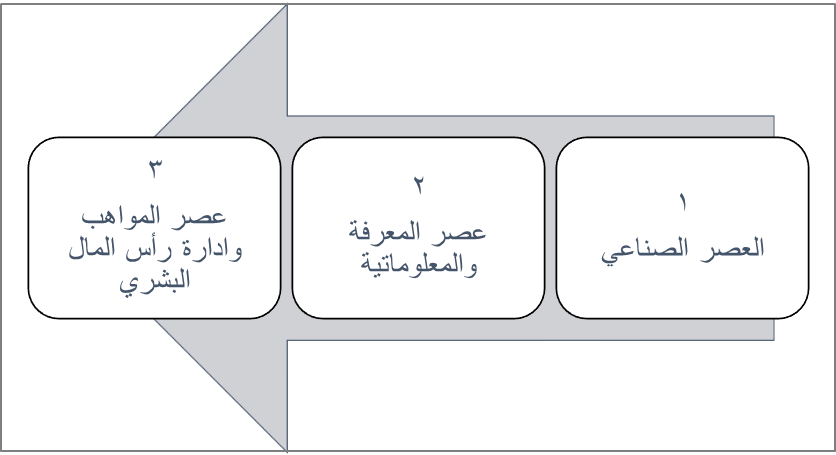 ١
العصر الصناعي
٢
عصر المعرفة
والمعلوماتية
٣
عصر المواهب
وادارة رأس المال
البشري